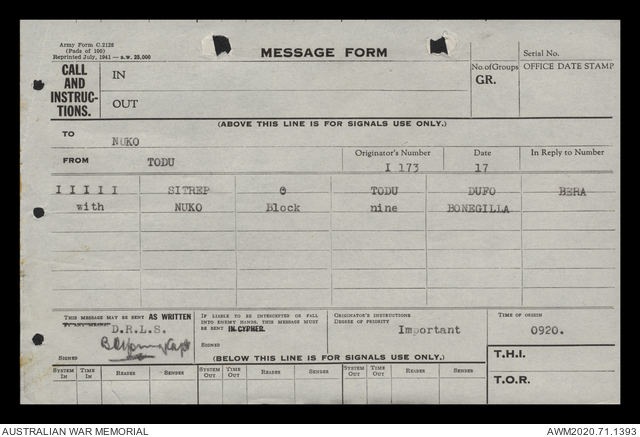 Army Form C.2128
(Pads of 100)
Reprinted July, 1941 — S.W. 25,000
MESSAGE FORM
Serial No.
CALL AND INSTRUC-TIONS.
IN
OUT
No. of Groups
GR.
OFFICE DATE STAMP
(ABOVE THIS LINE IS FOR SIGNALS USE ONLY.)
TO
NUKO
FROM TODU
Originator's Number
I 173
Date
17
In Reply to Number
I I I I I SITREP @ TODU DUFO BERA
with NUKO Block nine BONEGILLA
THIS MESSAGE MAY BE SENT AS WRITTEN
D.R.L.S.
SIGNED
IF LIABLE TO BE INTERCEPTED OR FALL INTO ENEMY HANDS, THIS MESSAGE MUST BE SENT IN CYPHER.
SIGNED
ORIGINATOR'S INSTRUCTIONS
DEGREE OF PRIORITY
Important
TIME OF ORIGIN
0920.
(BELOW THIS LINE IS FOR SIGNALS USE ONLY.)
T.H.I.
T.O.R.
SYSTEM IN TIME IN READER SENDER SYSTEM OUT TIME OUT READER SENDER SYSTEM OUT TIME OUT READER SENDER
AUSTRALIAN WAR MEMORIAL
AWM2020.71.1393